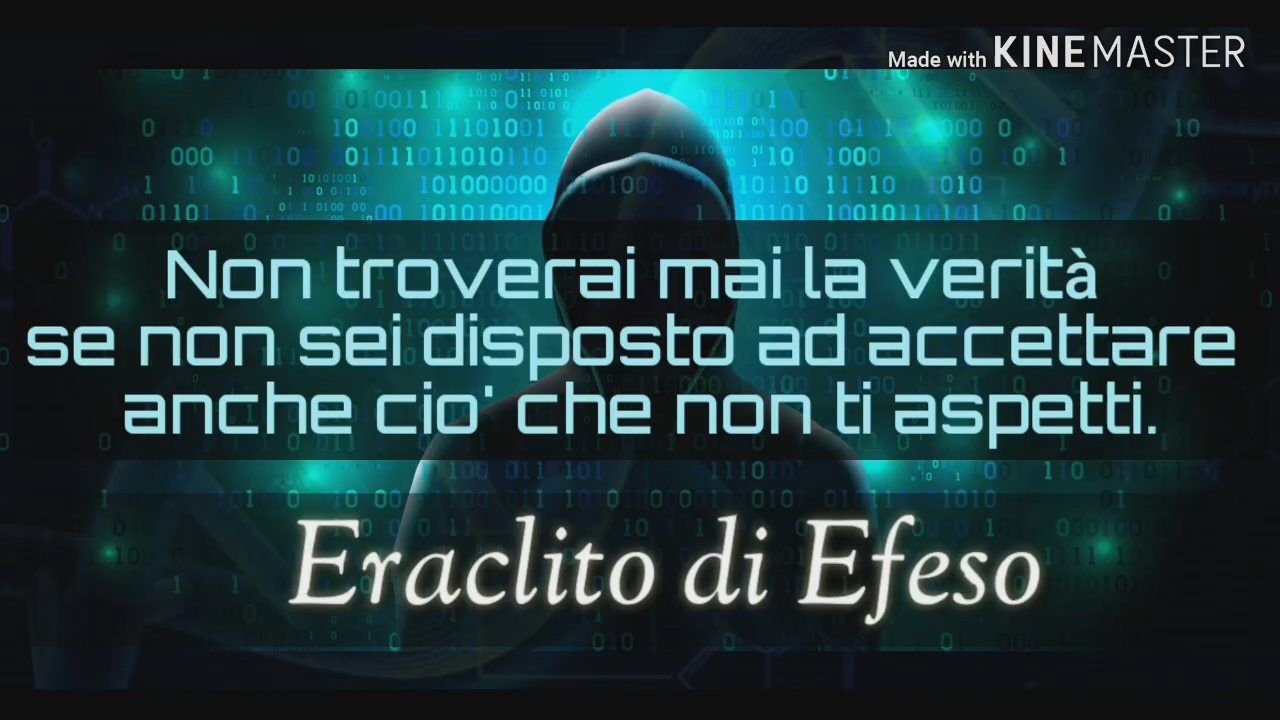 Made with KINEMASTER
Non troverai mai la verità
se non sei disposto ad accettare
anche cio' che non ti aspetti.
Eraclito di Efeso